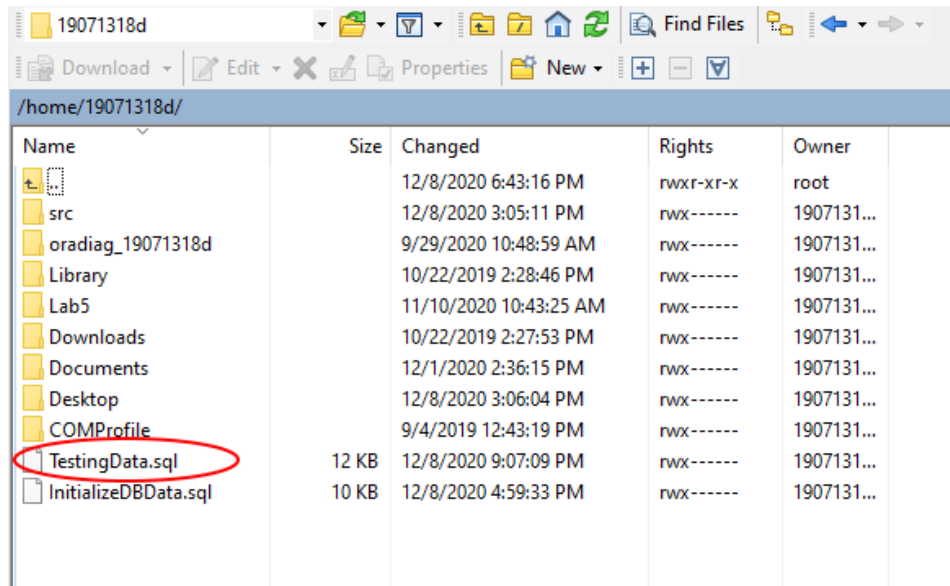 19071318d Find Files
Download Edit Properties New
/home/19071318d/
Name Size Changed Rights Owner
.. 12/8/2020 6:43:16 PM rwxr-xr-x root
src 12/8/2020 3:05:11 PM rwx------ 1907131...
oradiag_19071318d 9/29/2020 10:48:59 AM rwx------ 1907131...
Library 10/22/2019 2:28:46 PM rwx------ 1907131...
Lab5 11/10/2020 10:43:25 AM rwx------ 1907131...
Downloads 10/22/2019 2:27:53 PM rwx------ 1907131...
Documents 12/1/2020 2:36:15 PM rwx------ 1907131...
Desktop 12/8/2020 3:06:04 PM rwx------ 1907131...
COMProfile 9/4/2019 12:43:19 PM rwx------ 1907131...
TestingData.sql 12 KB 12/8/2020 9:07:09 PM rwx------ 1907131...
InitializeDBData.sql 10 KB 12/8/2020 4:59:33 PM rwx------ 1907131...